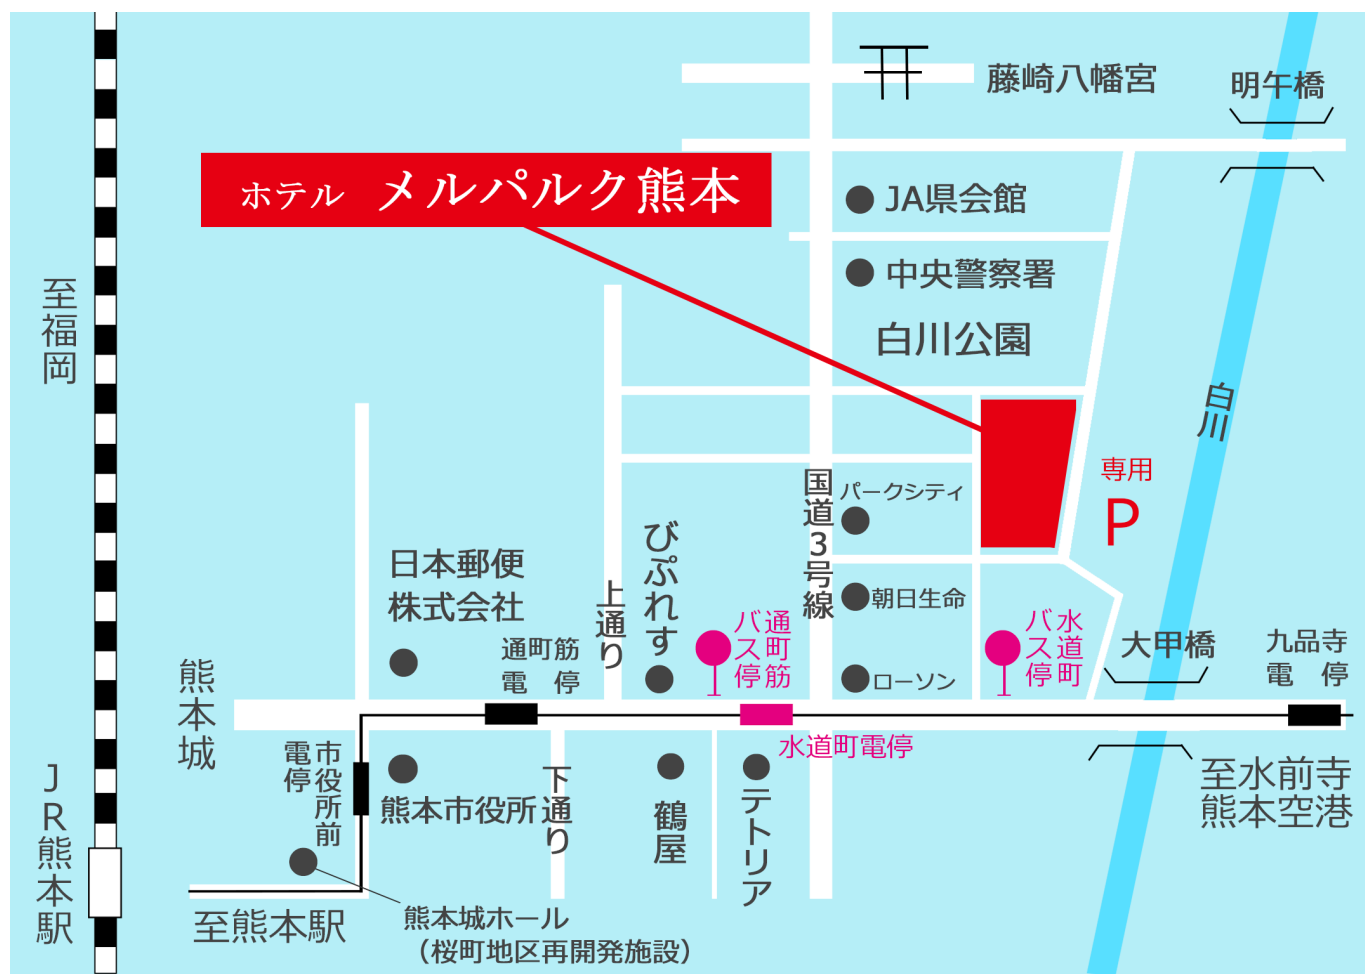 藤崎八幡宮
明午橋
ホテル メルパルク熊本
JA県会館
中央警察署
白川公園
至福岡
白川
専用
P
国道3号線
パークシティ
びぷれす
日本郵便
株式会社
上通り
朝日生命
通町筋
バス停
水道町
バス停
大甲橋
九品寺
電停
通町筋
電停
ローソン
熊本城
水道町電停
市役所前
電停
熊本市役所
下通り
鶴屋
テトリア
至水前寺
熊本空港
JR熊本駅
至熊本駅
熊本城ホール
(桜町地区再開発施設)